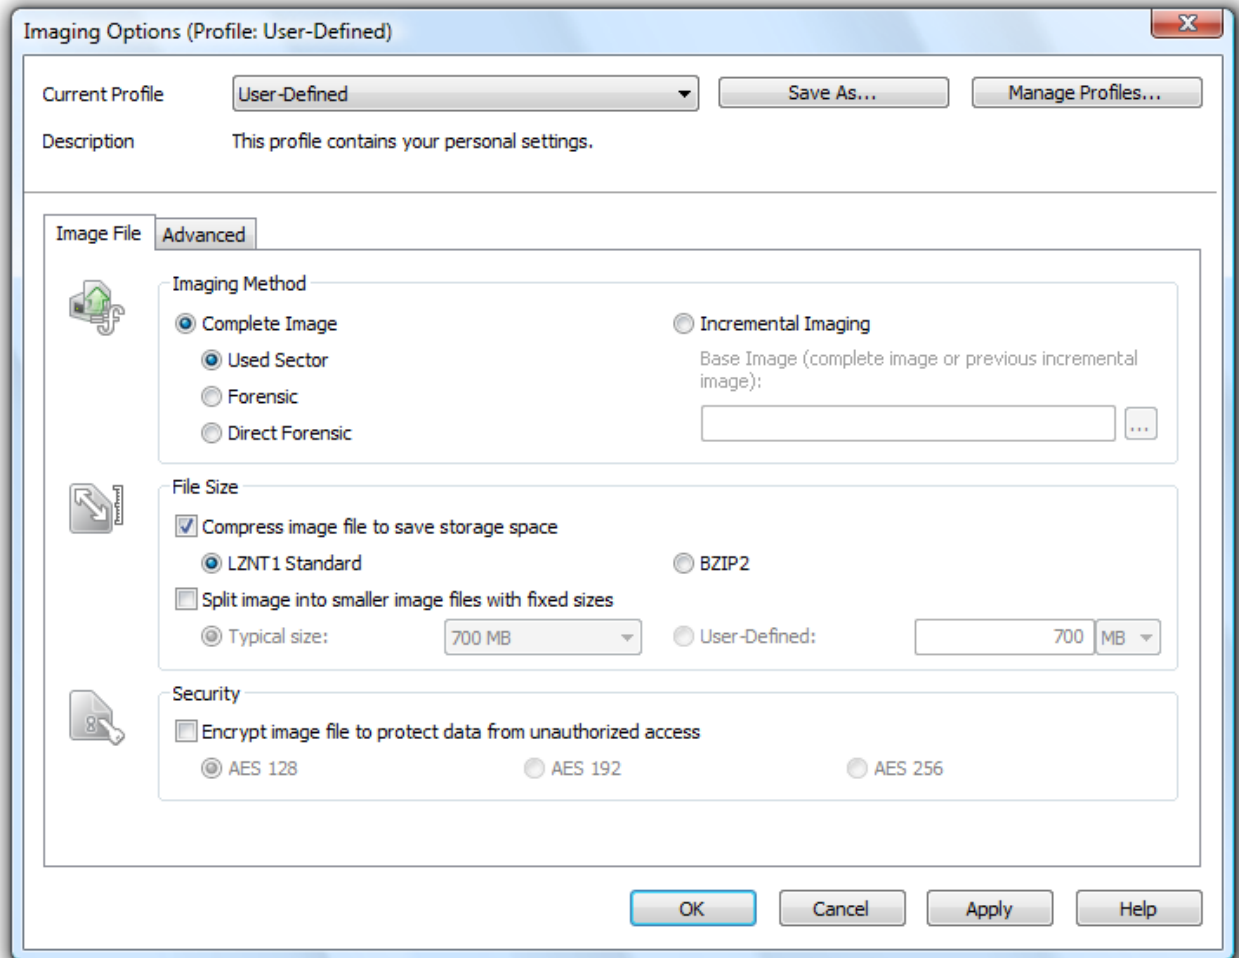 Imaging Options (Profile: User-Defined)
Current Profile User-Defined Save As... Manage Profiles...
Description This profile contains your personal settings.
Image File Advanced
Imaging Method
Complete Image Incremental Imaging
Used Sector Base Image (complete image or previous incremental
image):
Forensic
Direct Forensic ...
File Size
Compress image file to save storage space
LZNT1 Standard BZIP2
Split image into smaller image files with fixed sizes
Typical size: 700 MB User-Defined: 700 MB
Security
Encrypt image file to protect data from unauthorized access
AES 128 AES 192 AES 256
OK Cancel Apply Help